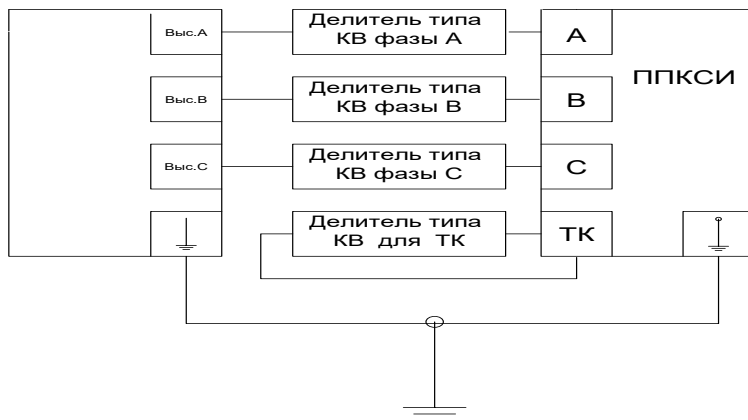 Выс.А
Делитель типа
КВ фазы А
А
ППКСИ
Выс.В
Делитель типа
КВ фазы В
В
Выс.С
Делитель типа
КВ фазы С
С
Делитель типа
КВ для ТК
ТК